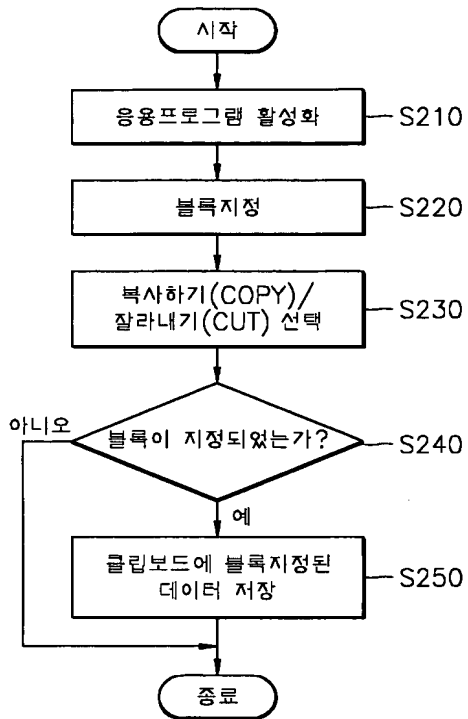 시작
응용프로그램 활성화
S210
블록지정
S220
복사하기(COPY)/
잘라내기(CUT) 선택
S230
아니오
블록이 지정되었는가?
S240
예
클립보드에 블록지정된
데이터 저장
S250
종료